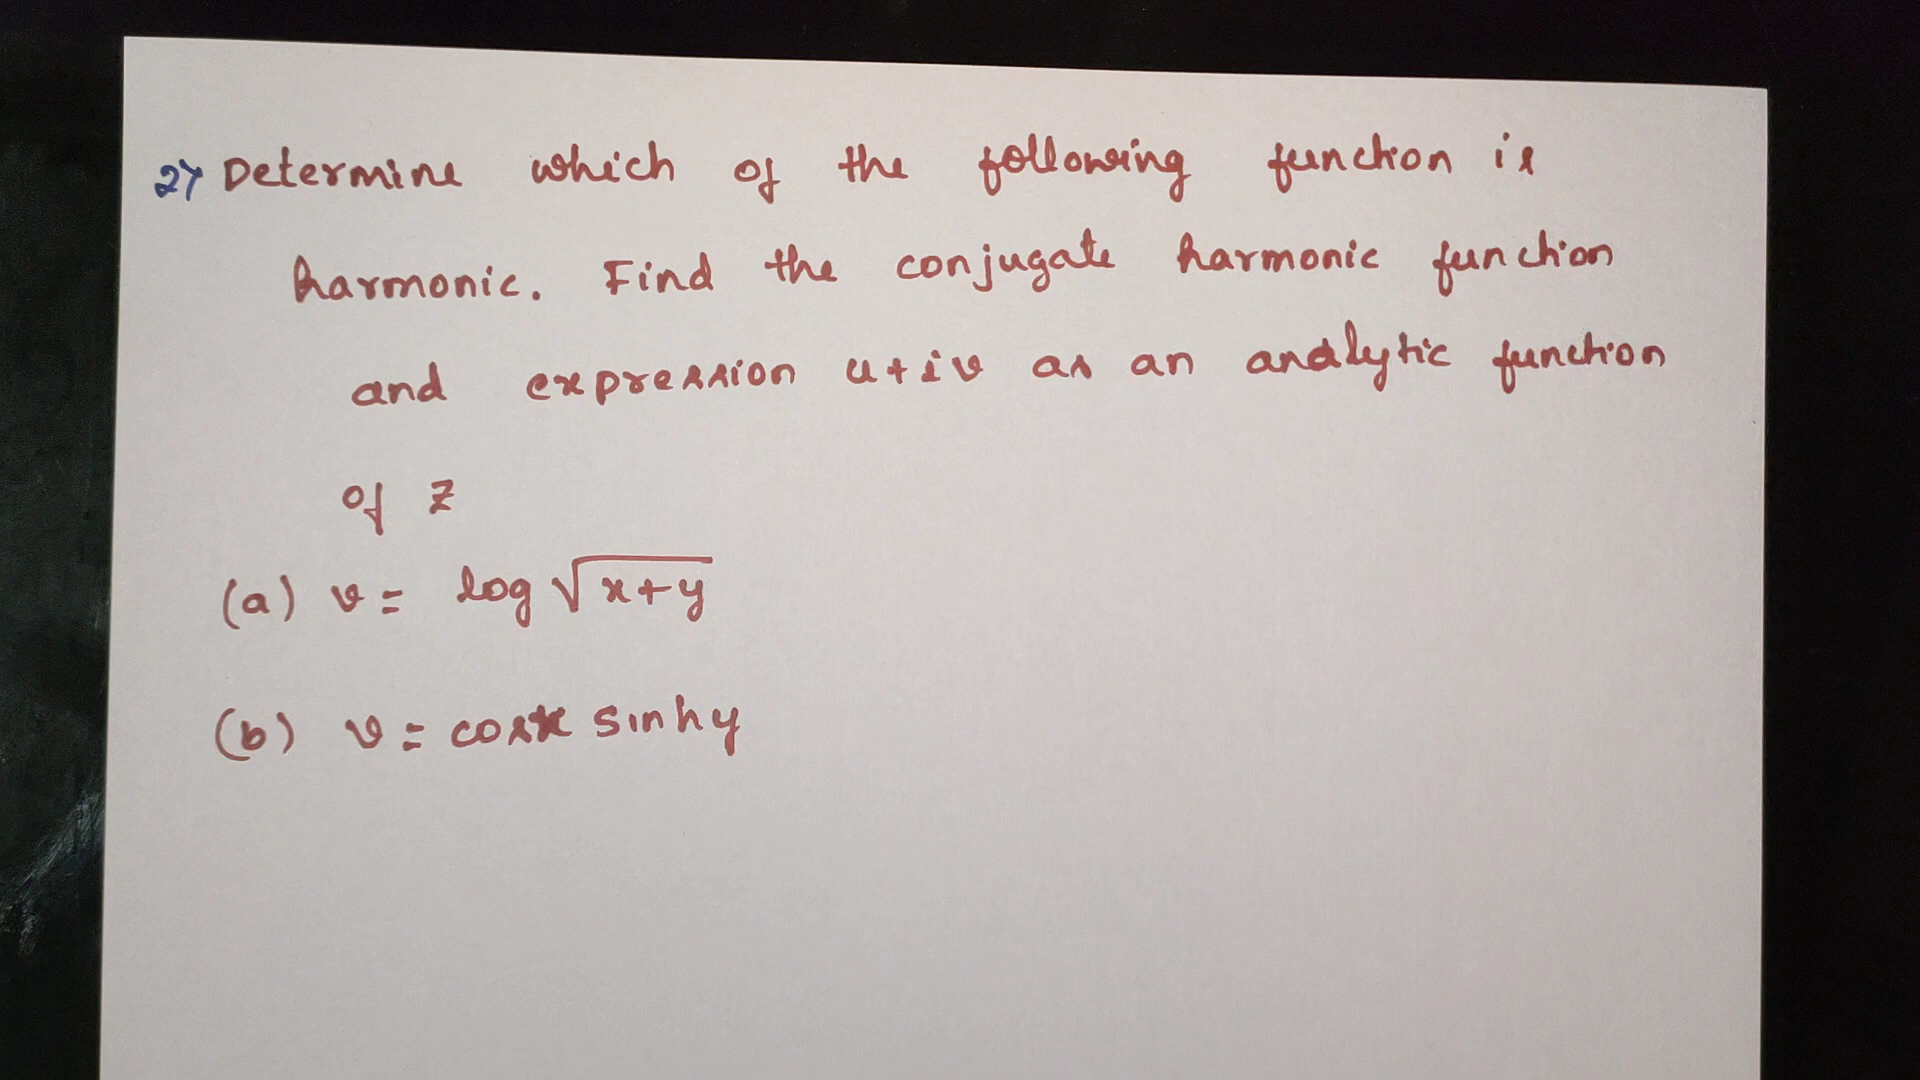 2) Determine which of the following function is
harmonic. Find the conjugate harmonic function
and expression u+iv as an analytic function
of z
(a) v = log √x+y
(b) v = cosx sinhy